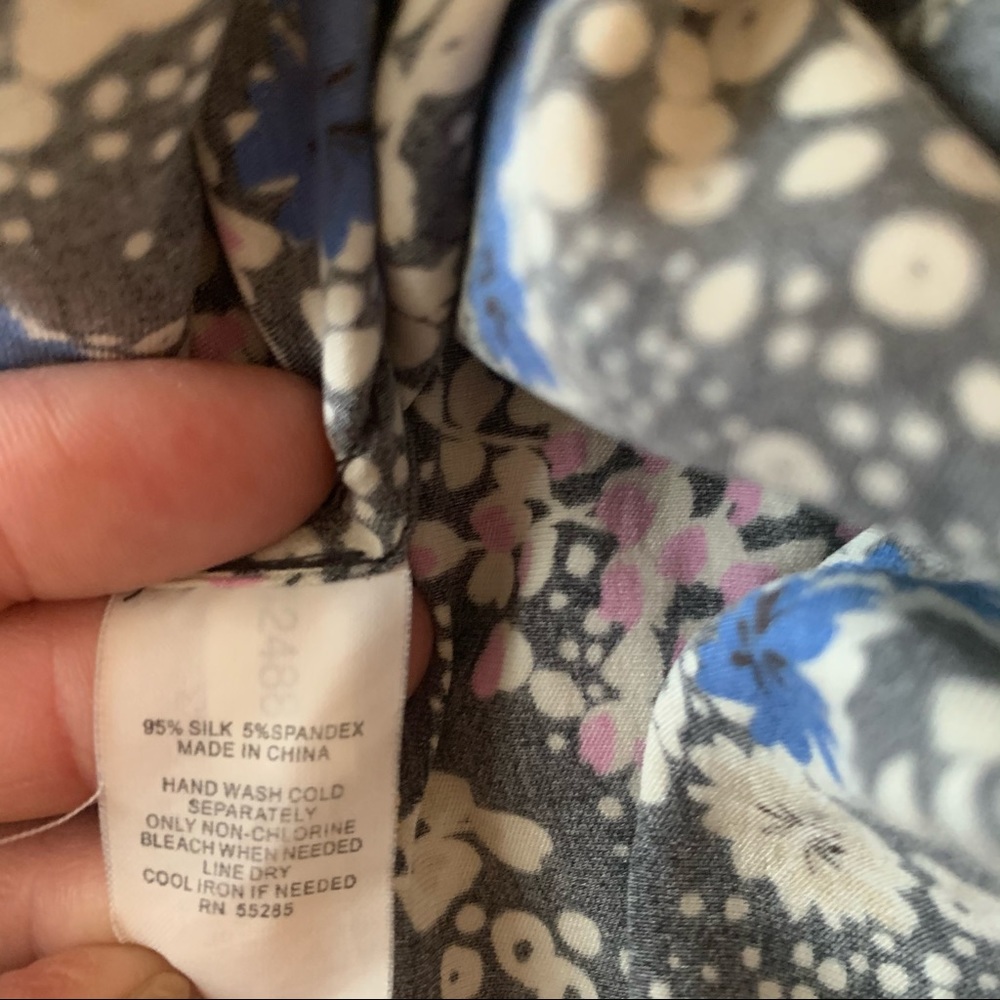 95% SILK 5%SPANDEX
MADE IN CHINA
HAND WASH COLD
SEPARATELY
ONLY NON-CHLORINE
BLEACH WHEN NEEDED
LINE DRY
COOL IRON IF NEEDED
RN 55285